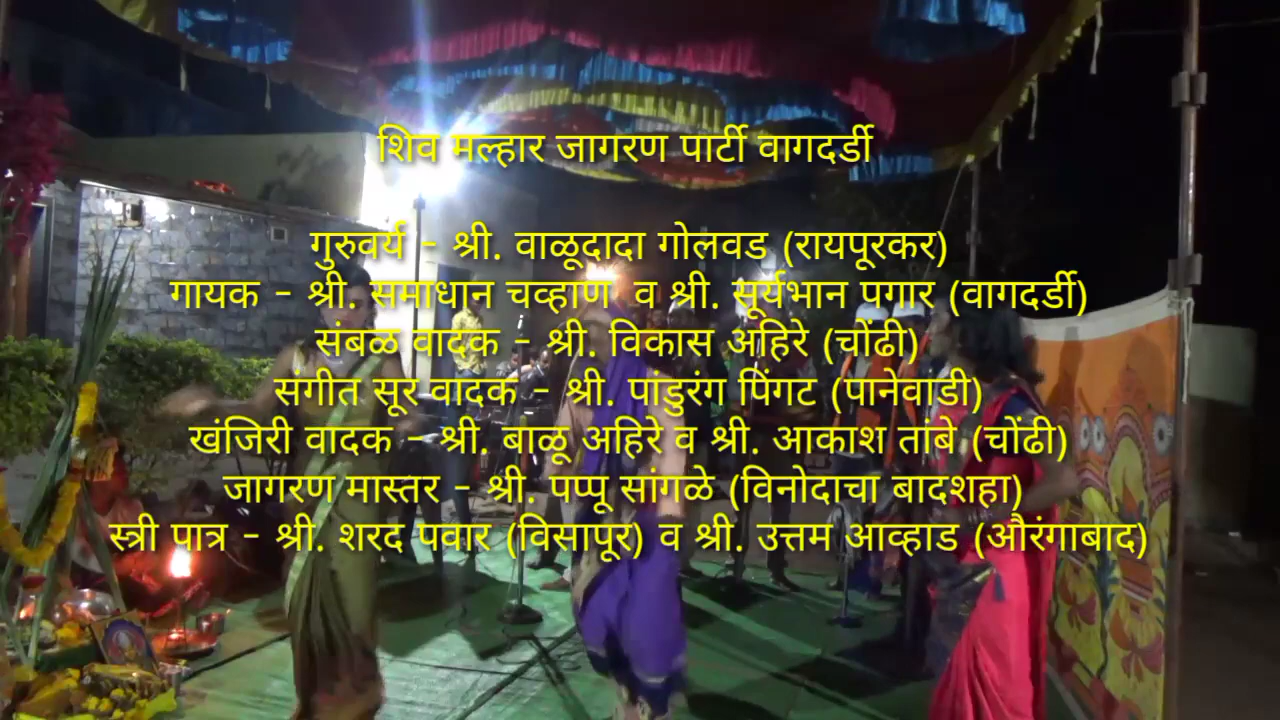 शिव मल्हार जागरण पार्टी वागदर्डी
गुरुवर्य - श्री. वाळूदादा गोलवड (रायपूरकर)
गायक - श्री. समाधान चव्हाण व श्री. सूर्यभान पगार (वागदर्डी)
संबळ वादक - श्री. विकास अहिरे (चोंढी)
संगीत सूर वादक - श्री. पांडुरंग पिंगट (पानेवाडी)
खंजिरी वादक - श्री. बाळू अहिरे व श्री. आकाश तांबे (चोंढी)
जागरण मास्तर - श्री. पप्पू सांगळे (विनोदाचा बादशहा)
स्त्री पात्र - श्री. शरद पवार (विसापूर) व श्री. उत्तम आव्हाड (औरंगाबाद)